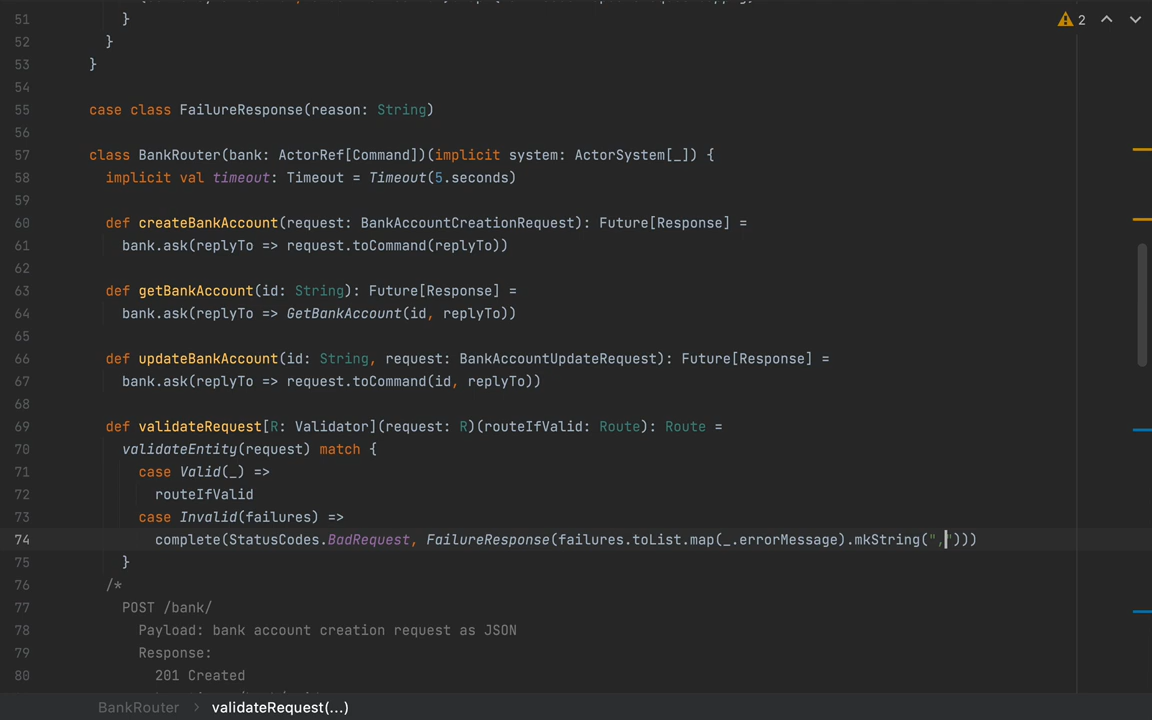 51 }
2
52 }
53 }
54
55 case class FailureResponse(reason: String)
56
57 class BankRouter(bank: ActorRef[Command])(implicit system: ActorSystem[_]) {
58 implicit val timeout: Timeout = Timeout(5.seconds)
59
60 def createBankAccount(request: BankAccountCreationRequest): Future[Response] =
61 bank.ask(replyTo => request.toCommand(replyTo))
62
63 def getBankAccount(id: String): Future[Response] =
64 bank.ask(replyTo => GetBankAccount(id, replyTo))
65
66 def updateBankAccount(id: String, request: BankAccountUpdateRequest): Future[Response] =
67 bank.ask(replyTo => request.toCommand(id, replyTo))
68
69 def validateRequest[R: Validator](request: R)(routeIfValid: Route): Route =
70 validateEntity(request) match {
71 case Valid(_) =>
72 routeIfValid
73 case Invalid(failures) =>
74 complete(StatusCodes.BadRequest, FailureResponse(failures.toList.map(_.errorMessage).mkString(",")))
75 }
76 /*
77 POST /bank/
78 Payload: bank account creation request as JSON
79 Response:
80 201 Created
BankRouter > validateRequest(...)